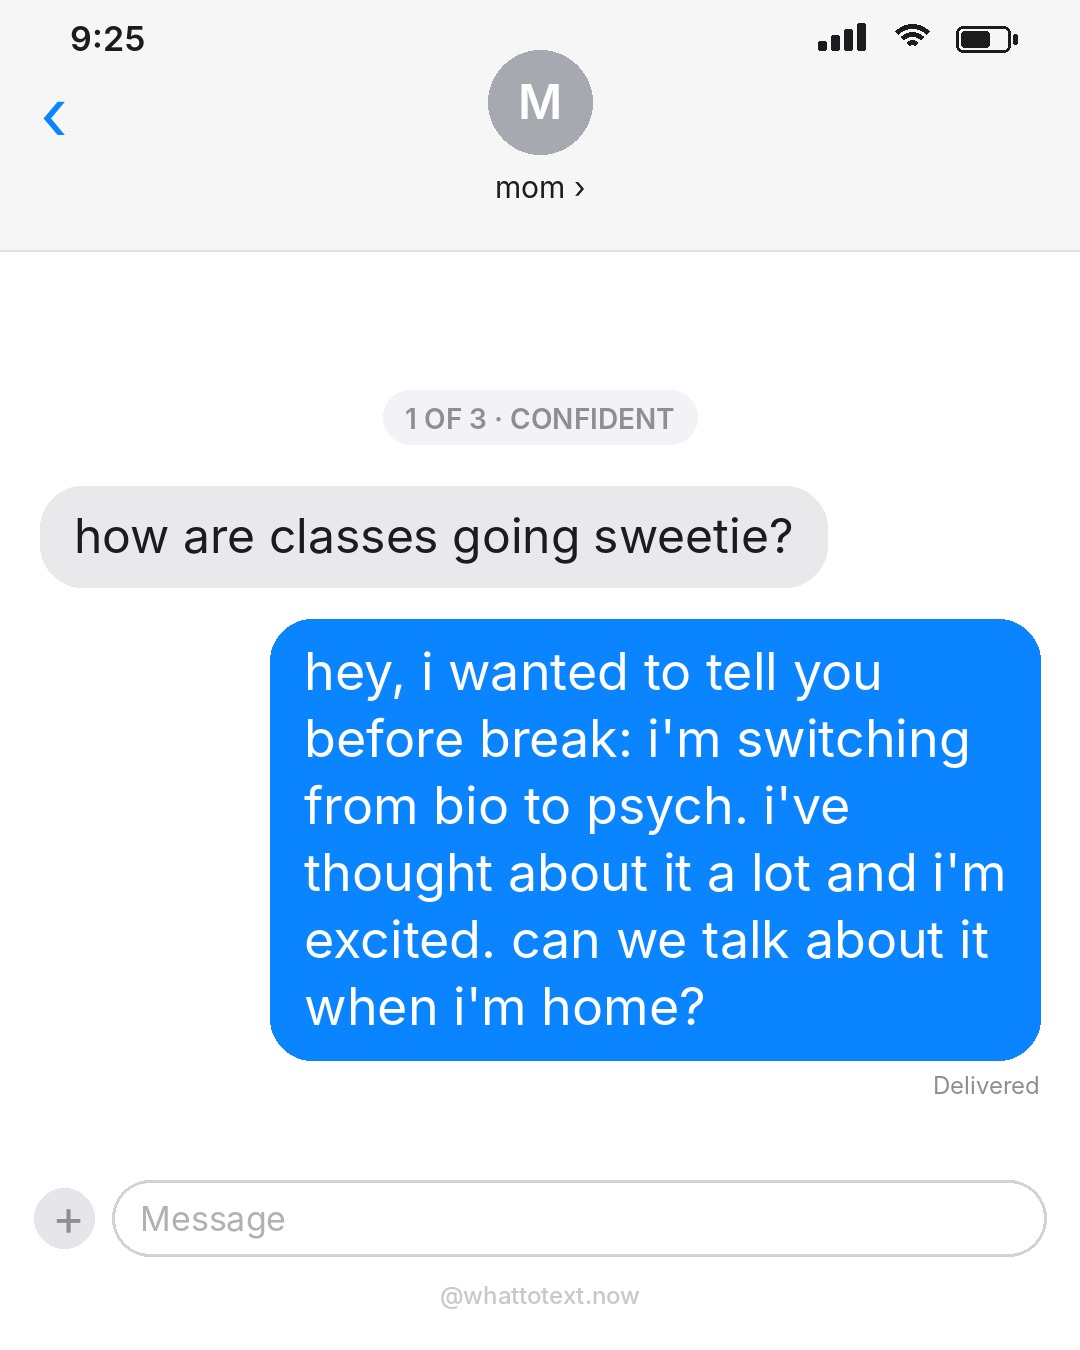 9:25
M
mom ›
1 OF 3 · CONFIDENT
how are classes going sweetie?
hey, i wanted to tell you
before break: i'm switching
from bio to psych. i've
thought about it a lot and i'm
excited. can we talk about it
when i'm home?
Delivered
+
Message
@whattotext.now